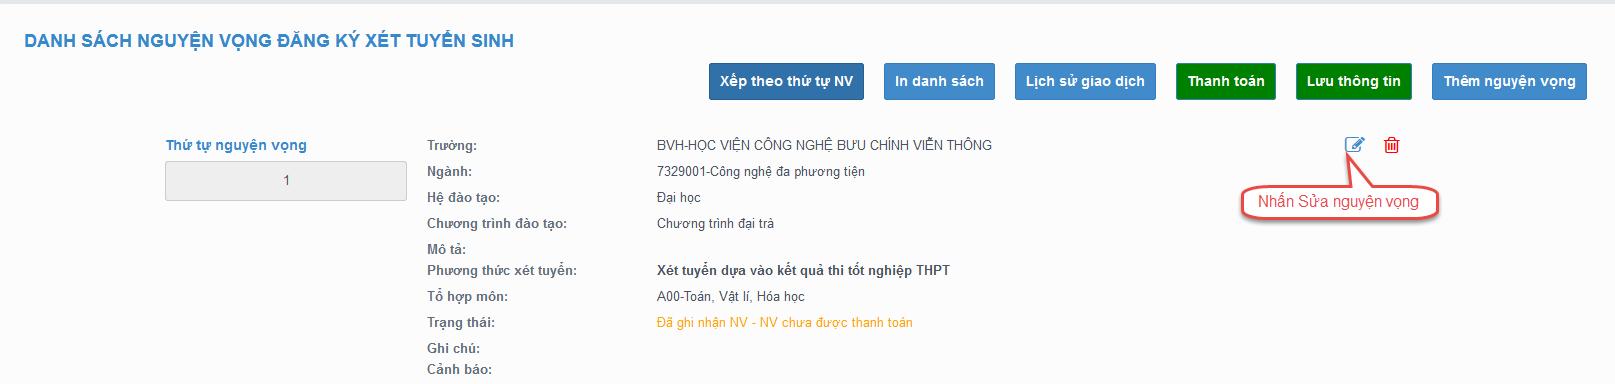 DANH SÁCH NGUYỆN VỌNG ĐĂNG KÝ XÉT TUYỂN SINH
Xếp theo thứ tự NV In danh sách Lịch sử giao dịch Thanh toán Lưu thông tin Thêm nguyện vọng
Thứ tự nguyện vọng
1
Trường: BVH-HỌC VIỆN CÔNG NGHỆ BƯU CHÍNH VIỄN THÔNG
Ngành: 7329001-Công nghệ đa phương tiện
Hệ đào tạo: Đại học
Chương trình đào tạo: Chương trình đại trà
Mô tả:
Phương thức xét tuyển: Xét tuyển dựa vào kết quả thi tốt nghiệp THPT
Tổ hợp môn: A00-Toán, Vật lí, Hóa học
Trạng thái: Đã ghi nhận NV - NV chưa được thanh toán
Ghi chú:
Cảnh báo:
Nhấn Sửa nguyện vọng